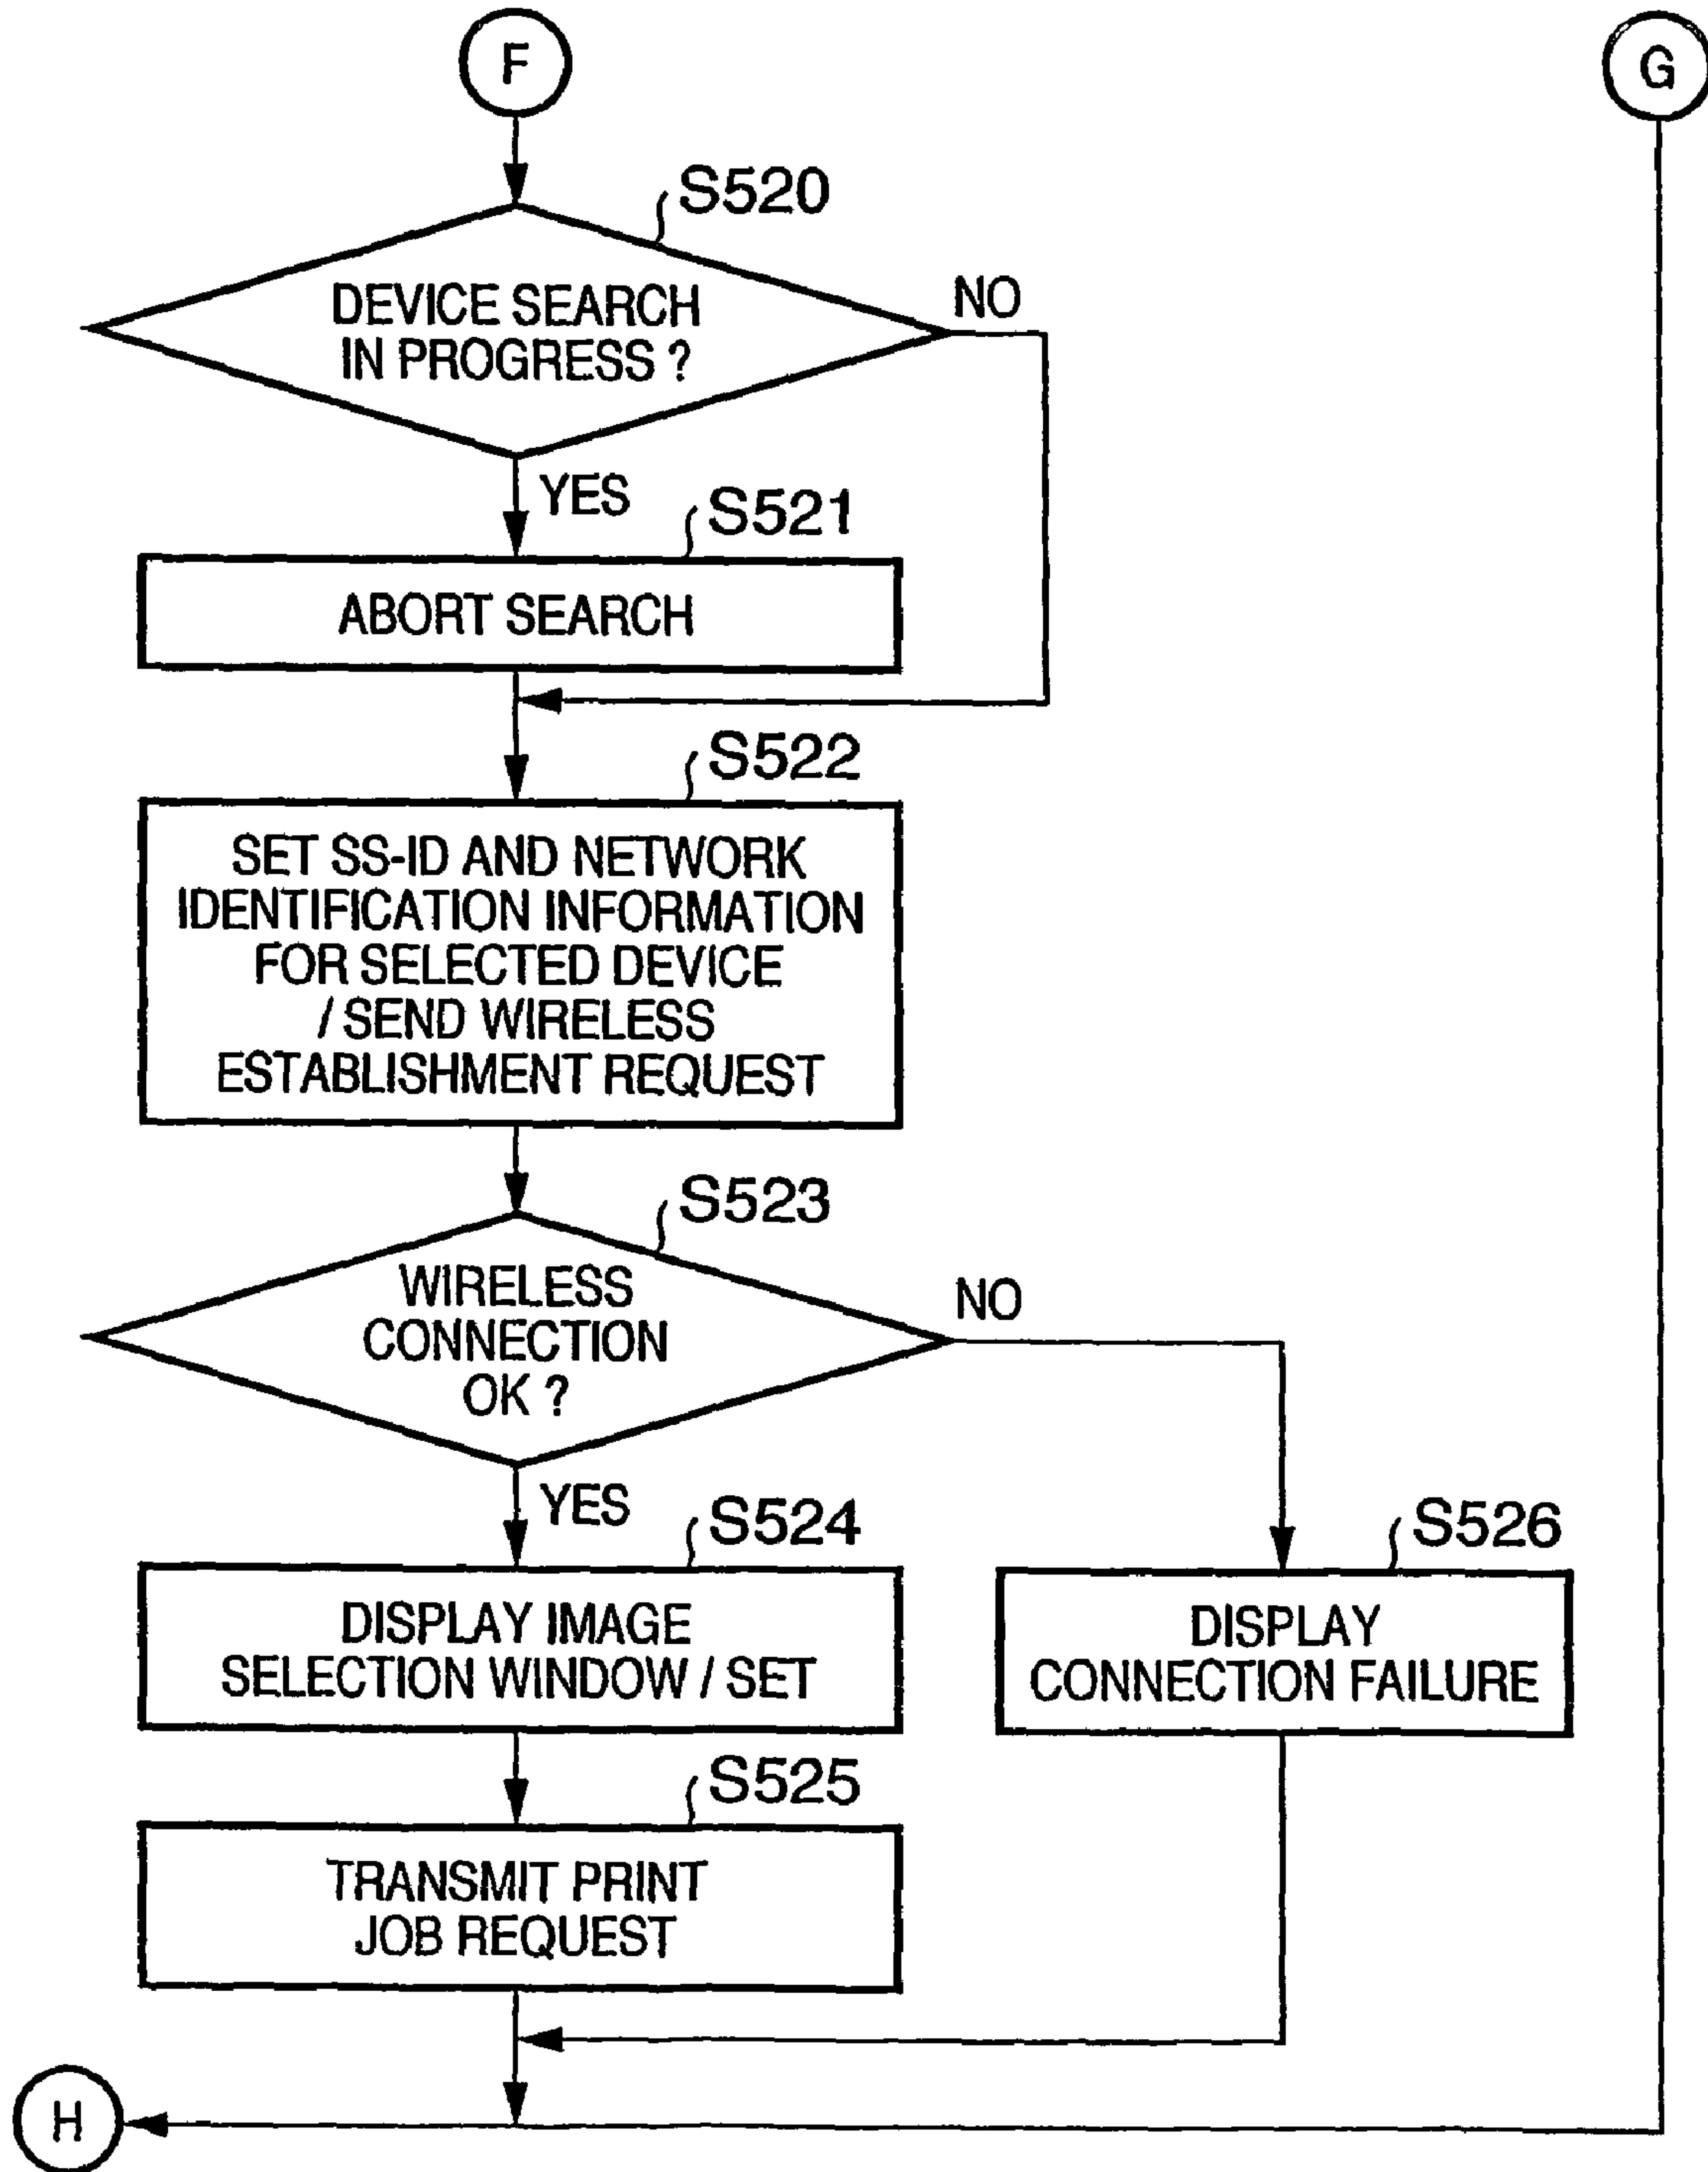 F
G
S520
DEVICE SEARCH
IN PROGRESS ?
NO
YES
S521
ABORT SEARCH
S522
SET SS-ID AND NETWORK
IDENTIFICATION INFORMATION
FOR SELECTED DEVICE
/ SEND WIRELESS
ESTABLISHMENT REQUEST
S523
WIRELESS
CONNECTION
OK ?
NO
YES
S524
S526
DISPLAY IMAGE
SELECTION WINDOW / SET
DISPLAY
CONNECTION FAILURE
S525
TRANSMIT PRINT
JOB REQUEST
H